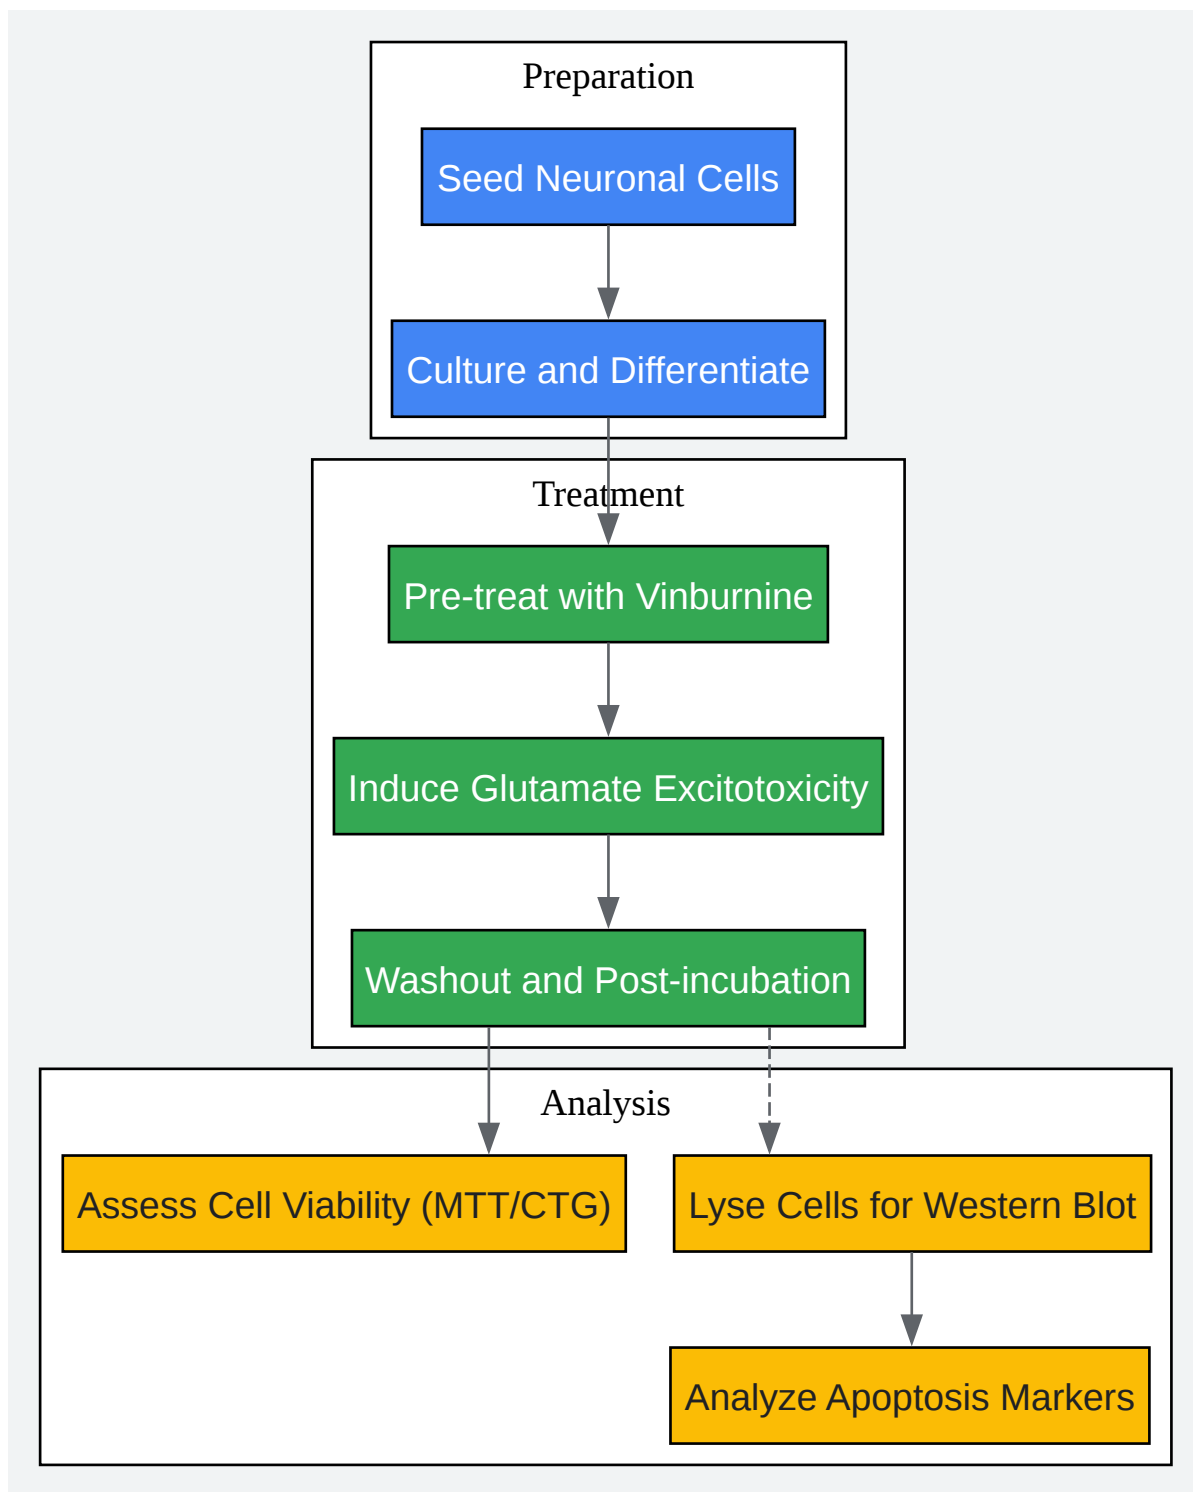 Preparation
Seed Neuronal Cells
Culture and Differentiate
Treatment
Pre-treat with Vinburnine
Induce Glutamate Excitotoxicity
Washout and Post-incubation
Analysis
Assess Cell Viability (MTT/CTG)
Lyse Cells for Western Blot
Analyze Apoptosis Markers